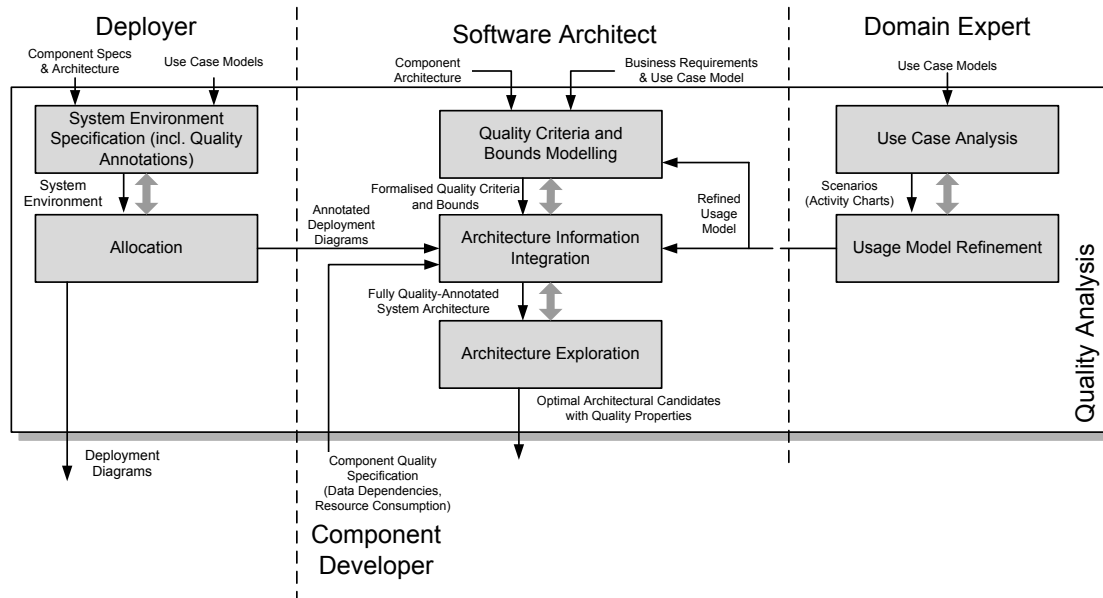 Deployer
Software Architect
Domain Expert
Component Specs
& Architecture
Use Case Models
Component
Architecture
Business Requirements
& Use Case Model
Use Case Models
System Environment
Specification (incl. Quality
Annotations)
Quality Criteria and
Bounds Modelling
Use Case Analysis
System
Environment
Formalised Quality Criteria
and Bounds
Scenarios
(Activity Charts)
Annotated
Deployment
Diagrams
Refined
Usage
Model
Allocation
Architecture Information
Integration
Usage Model Refinement
Fully Quality-Annotated
System Architecture
Architecture Exploration
Quality Analysis
Optimal Architectural Candidates
with Quality Properties
Deployment
Diagrams
Component Quality
Specification
(Data Dependencies,
Resource Consumption)
Component
Developer